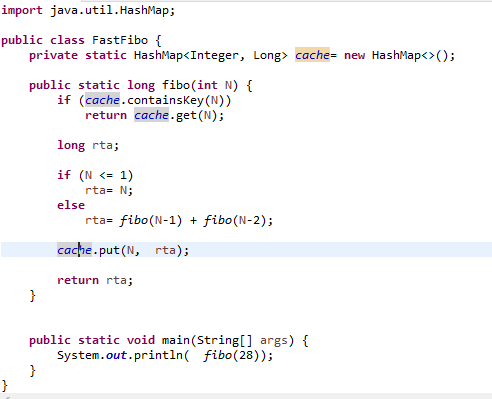 import java.util.HashMap;
public class FastFibo {
private static HashMap<Integer, Long> cache= new HashMap<>();
public static long fibo(int N) {
if (cache.containsKey(N))
return cache.get(N);
long rta;
if (N <= 1)
rta= N;
else
rta= fibo(N-1) + fibo(N-2);
cache.put(N,  rta);
return rta;
}
public static void main(String[] args) {
System.out.println(  fibo(28));
}
}